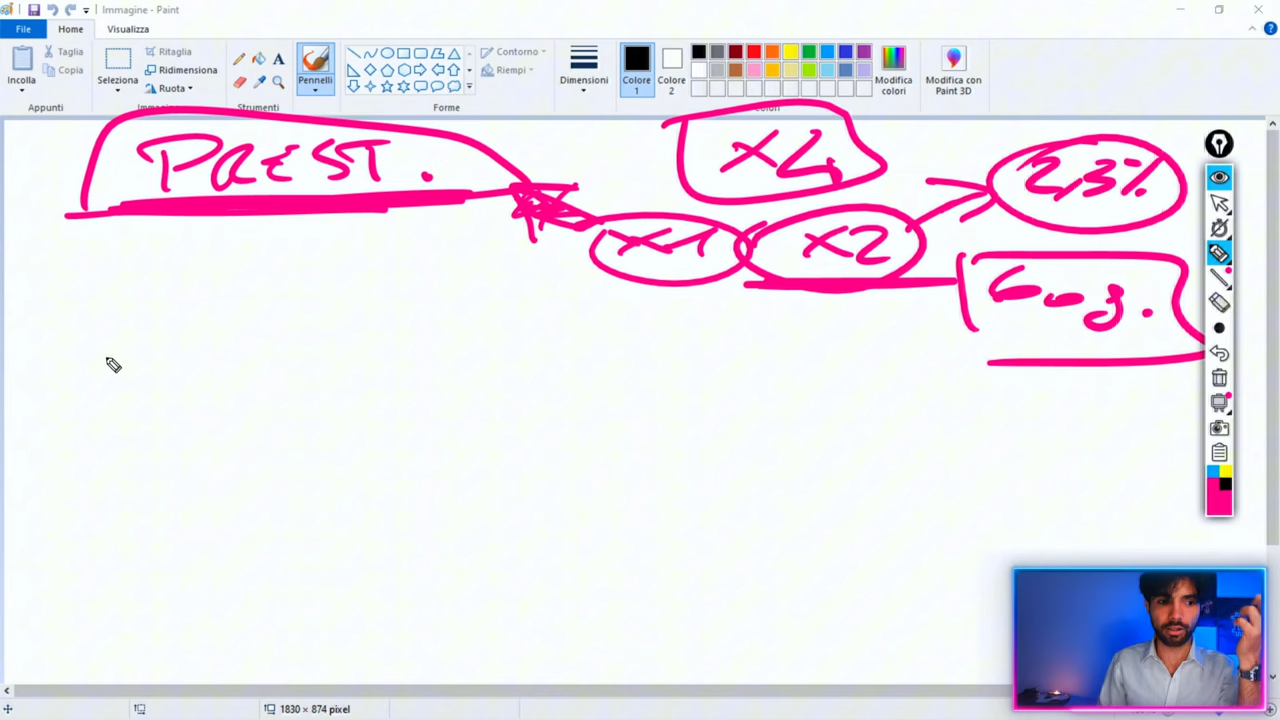 Immagine - Paint
File Home Visualizza
Incolla
Taglia
Copia
Appunti
Seleziona
Ritaglia
Ridimensiona
Ruota
Strumenti
Pennelli
Forme
Contorno
Riempi
Dimensioni
Colore 1
Colore 2
Modifica colori
Modifica con Paint 3D
PREST.
X4
2,3%
X1
X2
1830 × 874 pixel